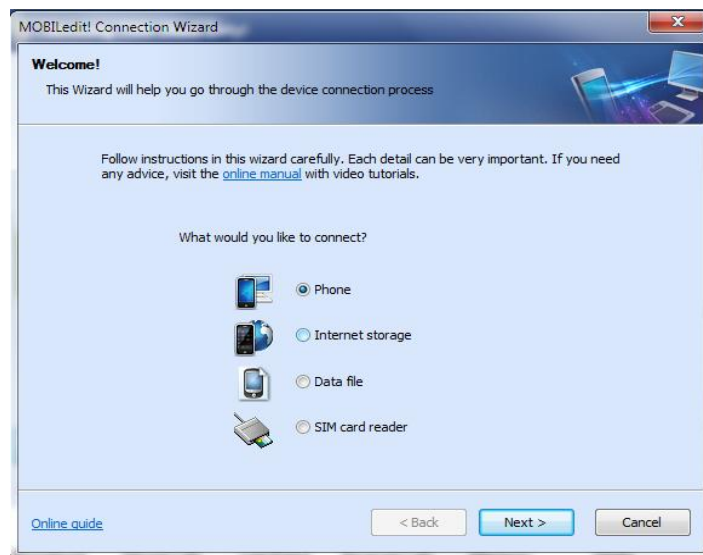 MOBILedit! Connection Wizard
Welcome!
This Wizard will help you go through the device connection process
Follow instructions in this wizard carefully. Each detail can be very important. If you need
any advice, visit the online manual with video tutorials.
What would you like to connect?
Phone
Internet storage
Data file
SIM card reader
Online guide
< Back
Next >
Cancel